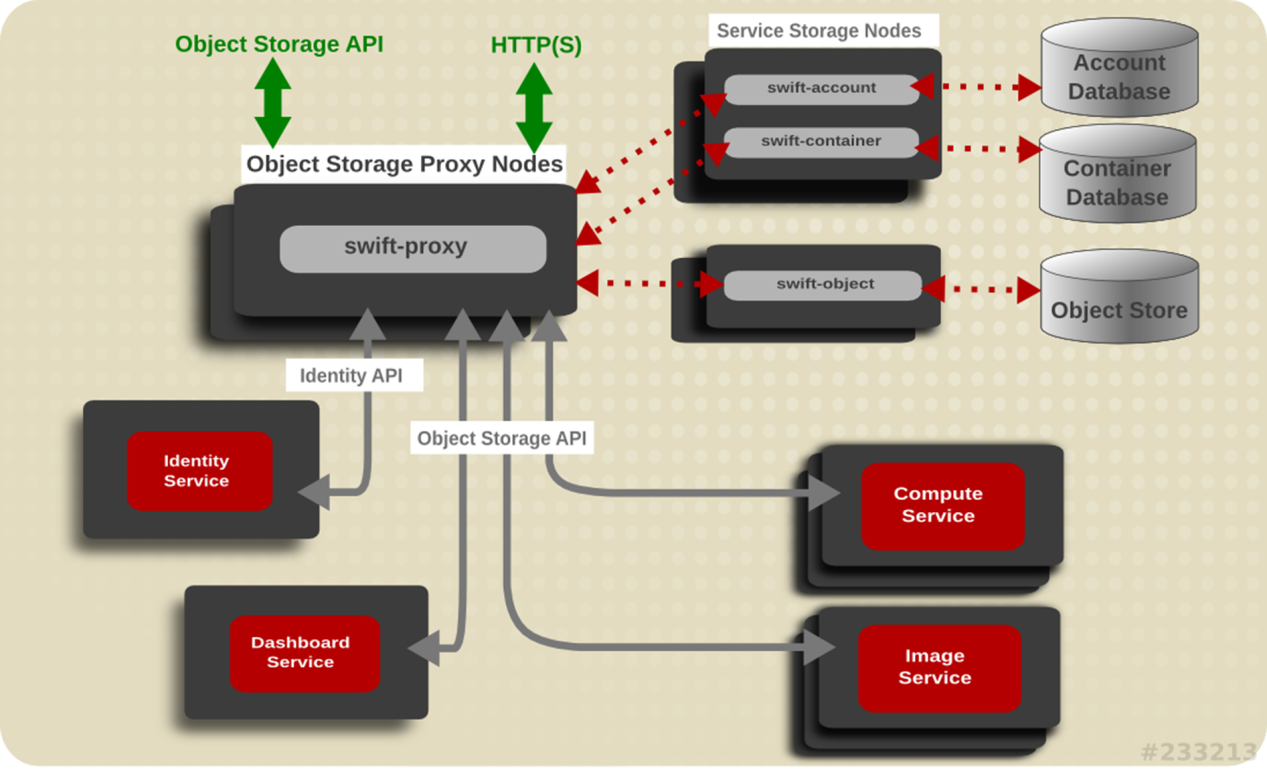 Object Storage API
HTTP(S)
Service Storage Nodes
swift-account
swift-container
Account
Database
Container
Database
Object Storage Proxy Nodes
swift-proxy
swift-object
Object Store
Identity API
Object Storage API
Identity
Service
Compute
Service
Dashboard
Service
Image
Service
#233213